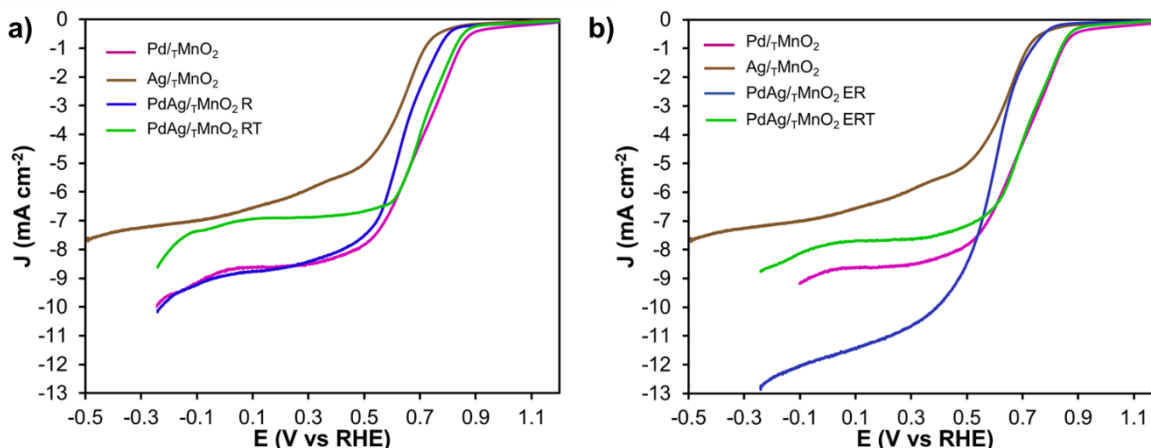 a)
0
-1
-2
-3
-4
-5
-6
-7
-8
-9
-10
-11
-12
-13
J (mA cm⁻²)
Pd/TMnO₂
Ag/TMnO₂
PdAg/TMnO₂ R
PdAg/TMnO₂ RT
-0.5 -0.3 -0.1 0.1 0.3 0.5 0.7 0.9 1.1
E (V vs RHE)
b)
0
-1
-2
-3
-4
-5
-6
-7
-8
-9
-10
-11
-12
-13
J (mA cm⁻²)
Pd/TMnO₂
Ag/TMnO₂
PdAg/TMnO₂ ER
PdAg/TMnO₂ ERT
-0.5 -0.3 -0.1 0.1 0.3 0.5 0.7 0.9 1.1
E (V vs RHE)